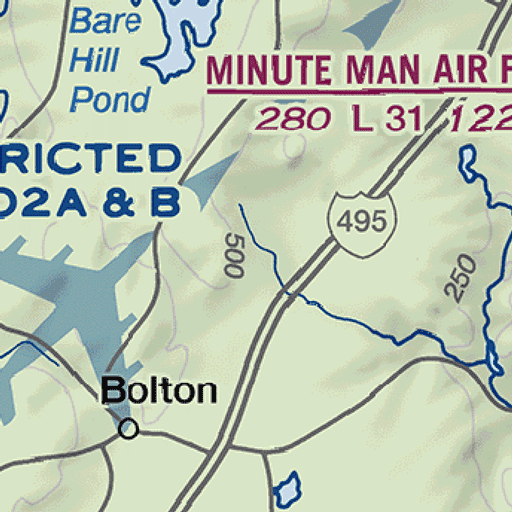 Bare
Hill
Pond
MINUTE MAN AIR F
280 L 31 122
RICTED
02A & B
495
500
250
Bolton